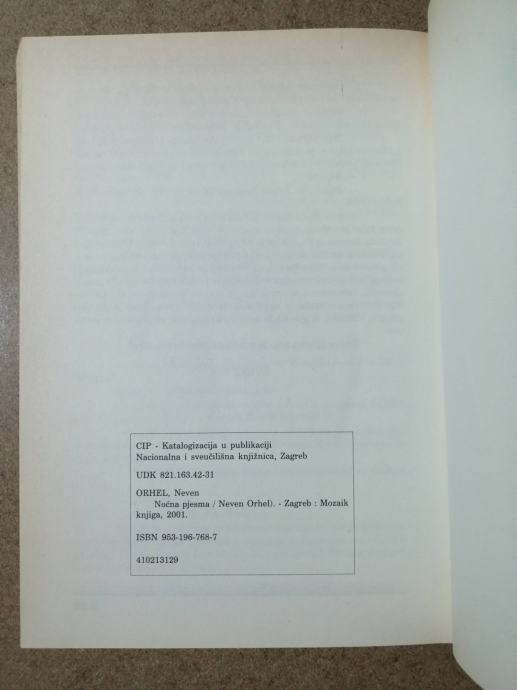 CIP - Katalogizacija u publikaciji
Nacionalna i sveučilišna knjižnica, Zagreb
UDK 821.163.42-31
ORHEL, Neven
Noćna pjesma / Neven Orhel). - Zagreb : Mozaik
knjiga, 2001.
ISBN 953-196-768-7
410213129